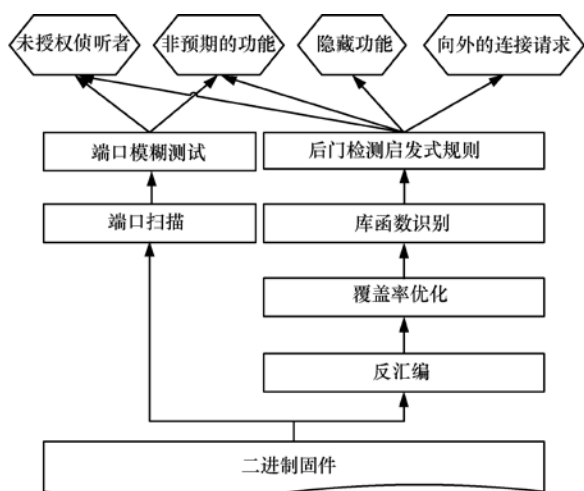 未授权侦听者
非预期的功能
隐藏功能
向外的连接请求
端口模糊测试
后门检测启发式规则
端口扫描
库函数识别
覆盖率优化
反汇编
二进制固件